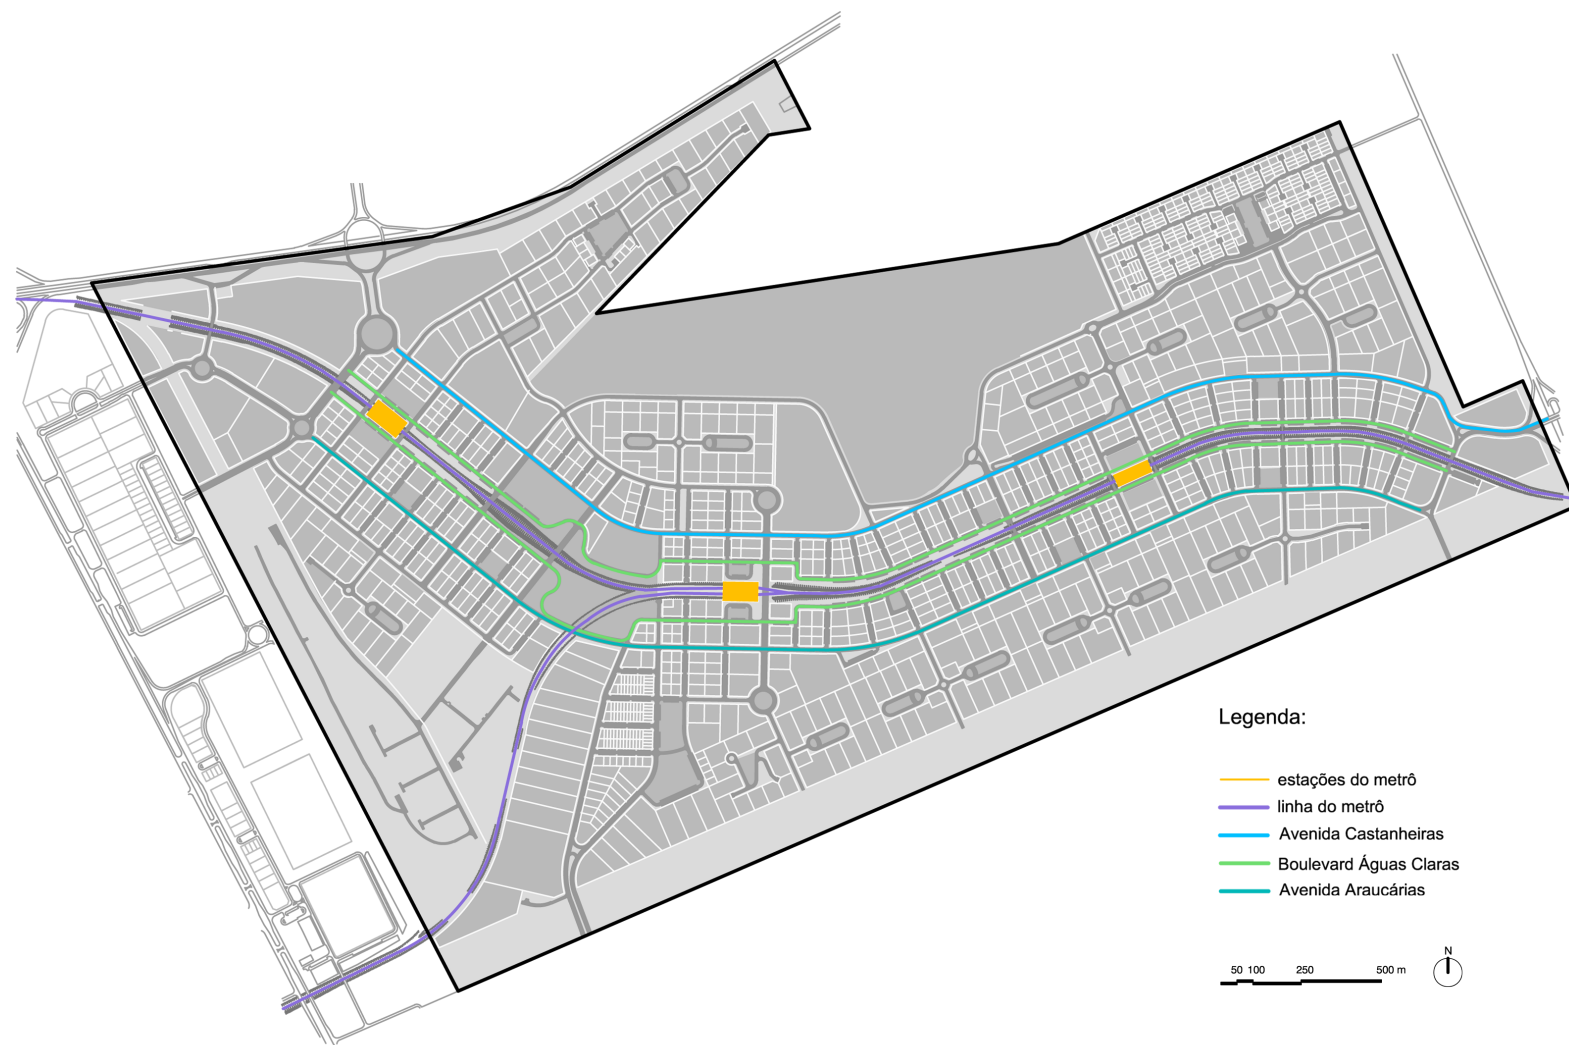 Legenda:
estações do metrô
linha do metrô
Avenida Castanheiras
Boulevard Águas Claras
Avenida Araucárias
50 100 250 500 m
N